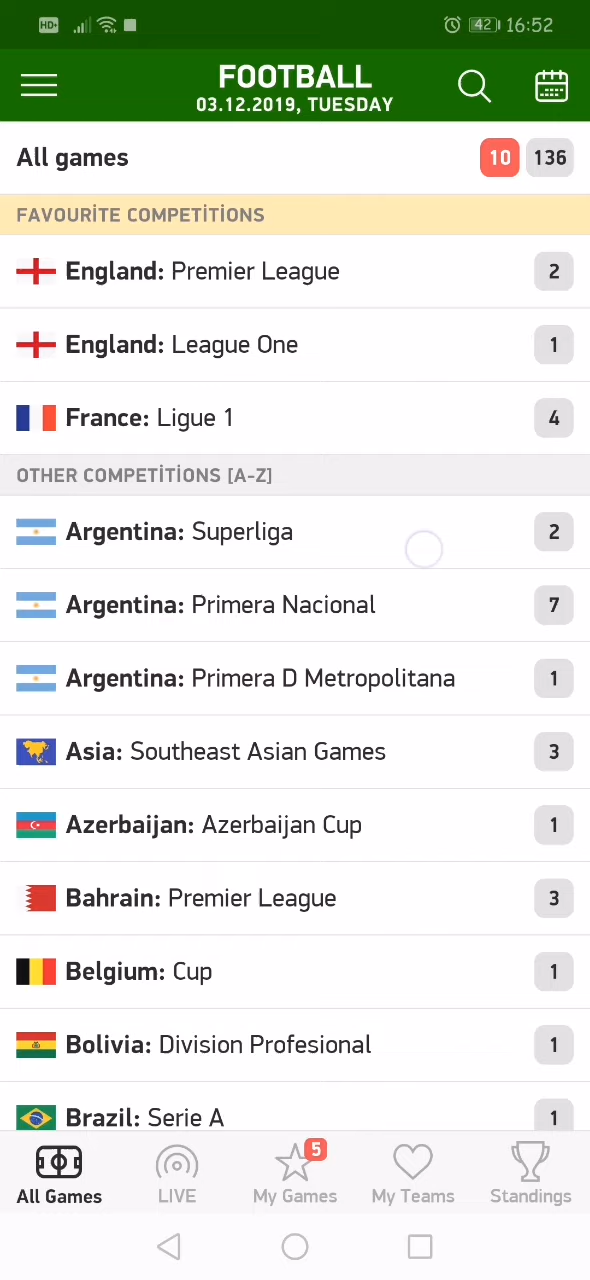 HD+ 42 16:52
FOOTBALL
03.12.2019, TUESDAY
All games 10 136
FAVOURİTE COMPETİTİONS
England: Premier League 2
England: League One 1
France: Ligue 1 4
OTHER COMPETİTİONS [A-Z]
Argentina: Superliga 2
Argentina: Primera Nacional 7
Argentina: Primera D Metropolitana 1
Asia: Southeast Asian Games 3
Azerbaijan: Azerbaijan Cup 1
Bahrain: Premier League 3
Belgium: Cup 1
Bolivia: Division Profesional 1
Brazil: Serie A 1
5
All Games LIVE My Games My Teams Standings